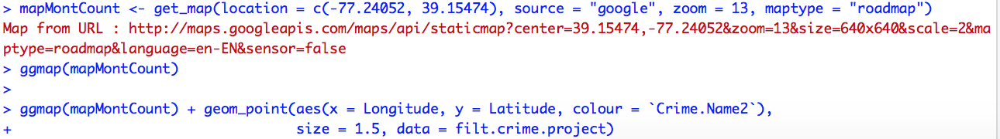 > mapMontCount <- get_map(location = c(-77.24052, 39.15474), source = "google", zoom = 13, maptype = "roadmap")
Map from URL : http://maps.googleapis.com/maps/api/staticmap?center=39.15474,-77.24052&zoom=13&size=640x640&scale=2&ma
ptype=roadmap&language=en-EN&sensor=false
> ggmap(mapMontCount)
>
> ggmap(mapMontCount) + geom_point(aes(x = Longitude, y = Latitude, colour = `Crime.Name2`),
+                                  size = 1.5, data = filt.crime.project)